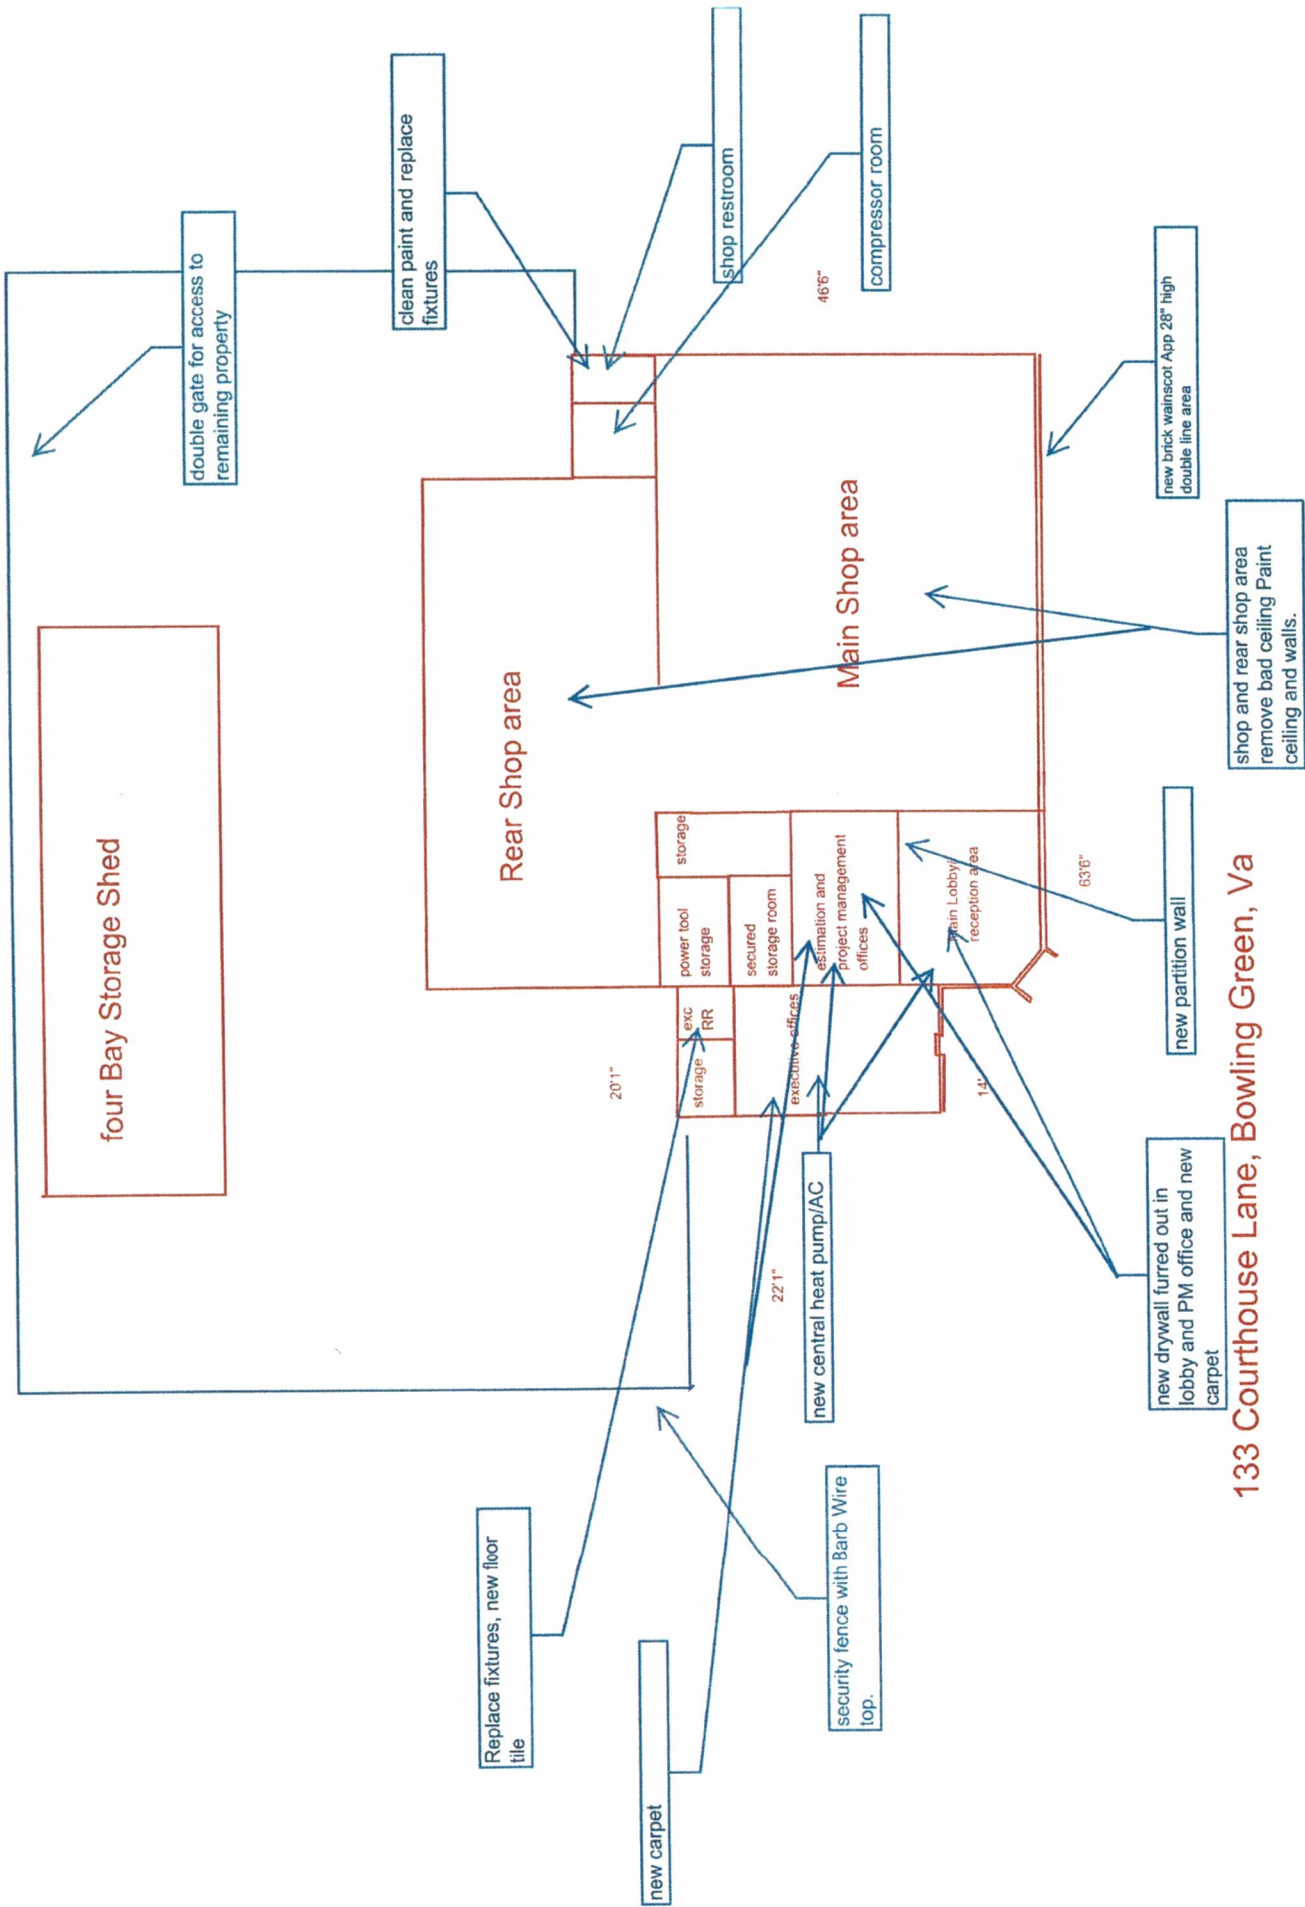 double gate for access to
remaining property
four Bay Storage Shed
clean paint and replace
fixtures
shop restroom
compressor room
46'6"
Rear Shop area
Main Shop area
storage
power tool
storage
secured
storage room
estimation and
project management
offices
Main Lobby/
reception area
exc
RR
storage
executive offices
20'1"
22'1"
14'
63'6"
new brick wainscot App 28" high
double line area
shop and rear shop area
remove bad ceiling Paint
ceiling and walls.
new partition wall
new drywall furred out in
lobby and PM office and new
carpet
new central heat pump/AC
Replace fixtures, new floor
tile
new carpet
security fence with Barb Wire
top.
133 Courthouse Lane, Bowling Green, Va